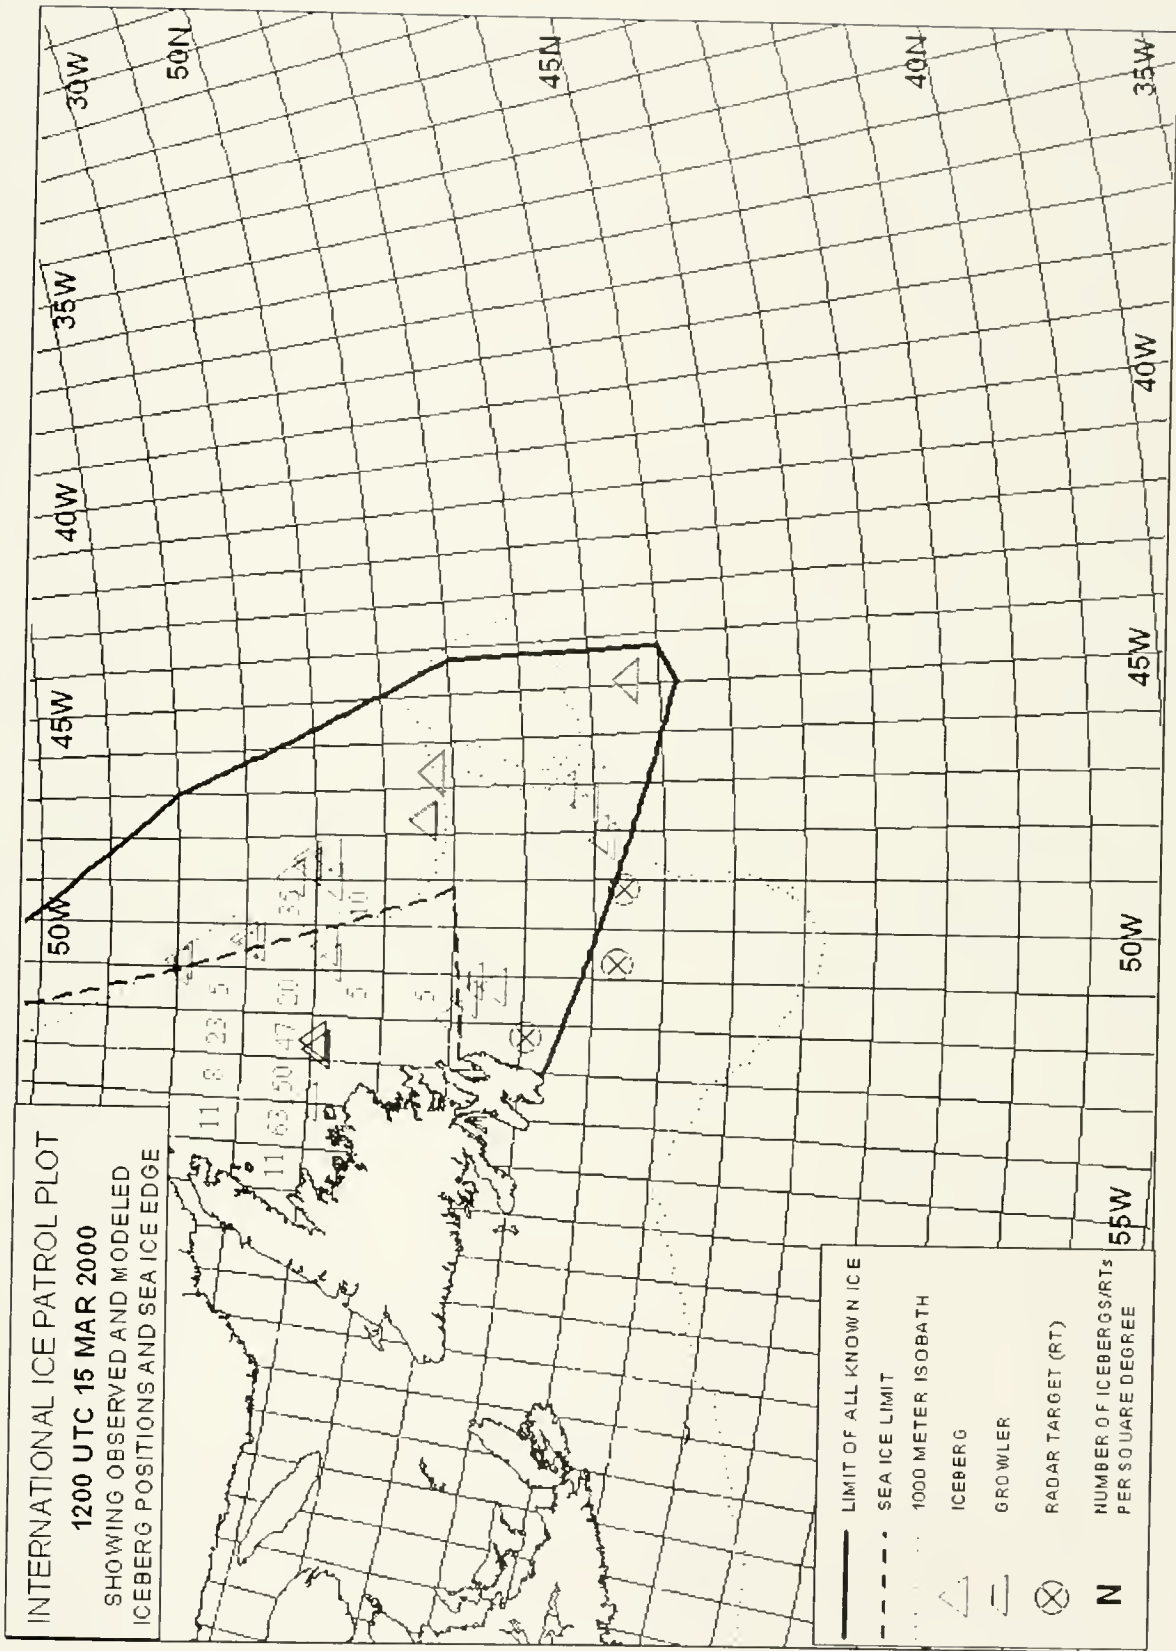 INTERNATIONAL ICE PATROL PLOT
1200 UTC 15 MAR 2000
SHOWING OBSERVED AND MODELED
ICEBERG POSITIONS AND SEA ICE EDGE
50W 45W 40W 35W 30W
50N
11 8 23 5
11 63 50 47 20 35
5 10
5
45N
40N
LIMIT OF ALL KNOWN ICE
SEA ICE LIMIT
1000 METER ISOBATH
ICEBERG
GROWLER
RADAR TARGET (RT)
N NUMBER OF ICEBERGS/RTs
PER SQUARE DEGREE
55W 50W 45W 40W 35W